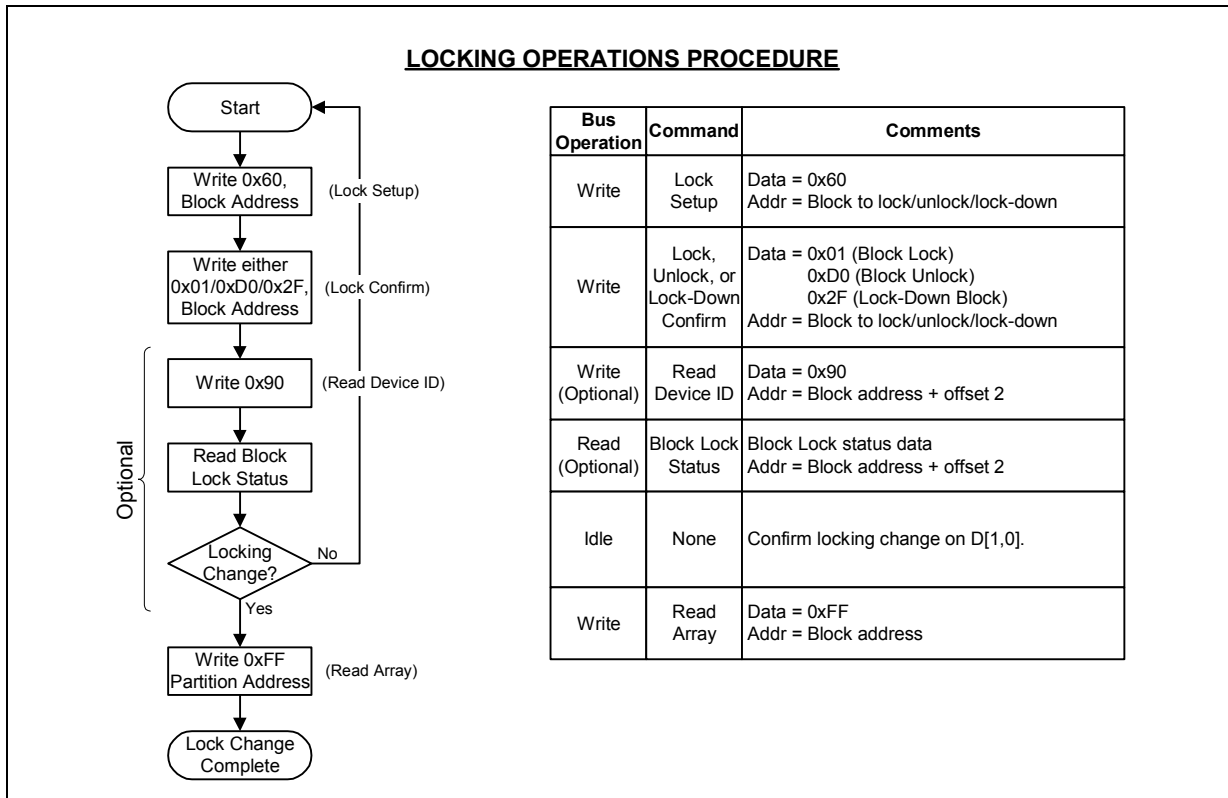 LOCKING OPERATIONS PROCEDURE
Start
Write 0x60,
Block Address
(Lock Setup)
Write either
0x01/0xD0/0x2F,
Block Address
(Lock Confirm)
Optional
Write 0x90
(Read Device ID)
Read Block
Lock Status
Locking
Change?
No
Yes
Write 0xFF
Partition Address
(Read Array)
Lock Change
Complete
Bus
Operation
Command
Comments
Write
Lock
Setup
Data = 0x60
Addr = Block to lock/unlock/lock-down
Write
Lock,
Unlock, or
Lock-Down
Confirm
Data = 0x01 (Block Lock)
0xD0 (Block Unlock)
0x2F (Lock-Down Block)
Addr = Block to lock/unlock/lock-down
Write
(Optional)
Read
Device ID
Data = 0x90
Addr = Block address + offset 2
Read
(Optional)
Block Lock
Status
Block Lock status data
Addr = Block address + offset 2
Idle
None
Confirm locking change on D[1,0].
Write
Read
Array
Data = 0xFF
Addr = Block address